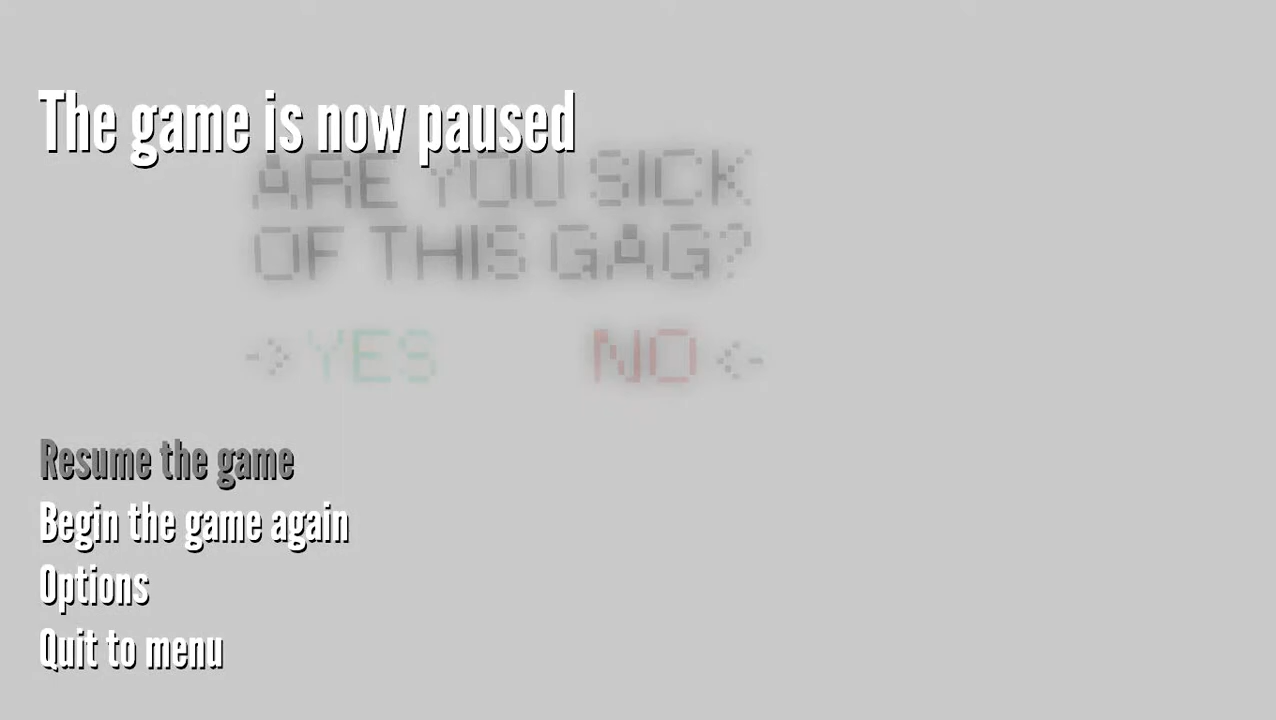 The game is now paused
ARE YOU SICK
OF THIS GAG?
-> YES NO <-
Resume the game
Begin the game again
Options
Quit to menu